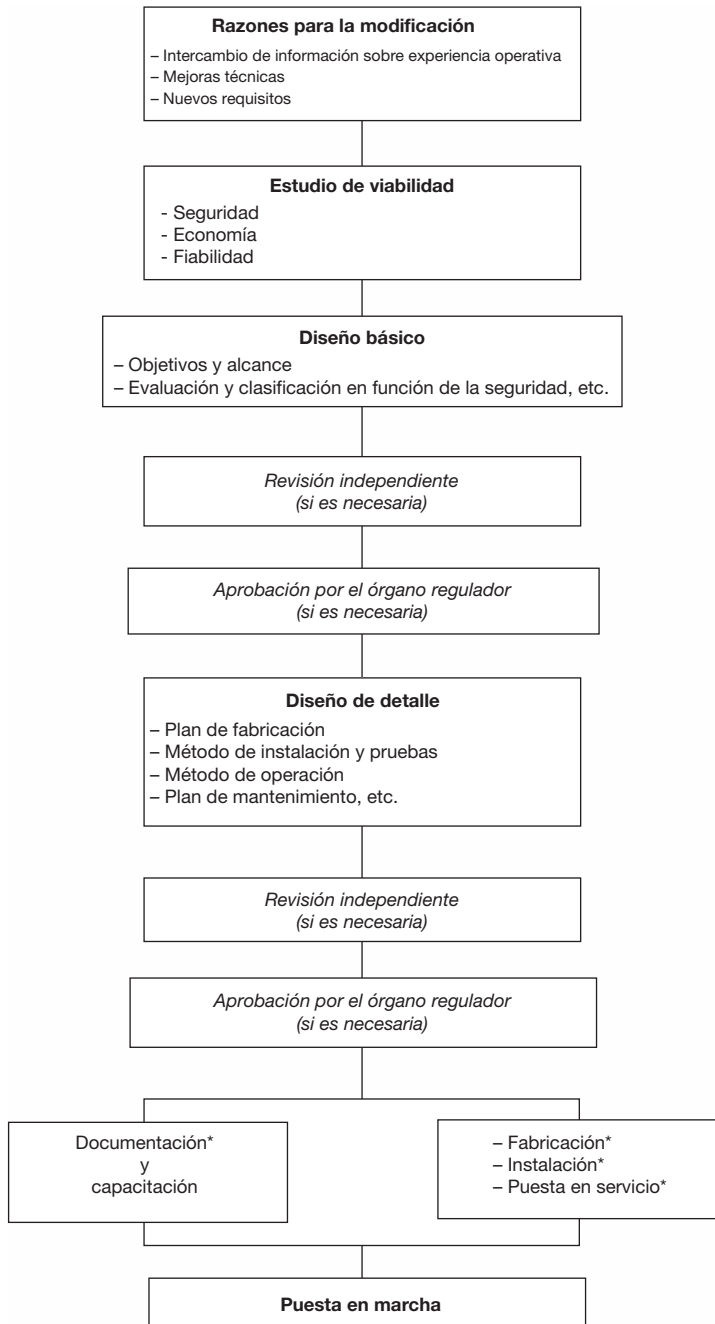 Razones para la modificación
– Intercambio de información sobre experiencia operativa
– Mejoras técnicas
– Nuevos requisitos
Estudio de viabilidad
- Seguridad
- Economía
- Fiabilidad
Diseño básico
– Objetivos y alcance
– Evaluación y clasificación en función de la seguridad, etc.
Revisión independiente
(si es necesaria)
Aprobación por el órgano regulador
(si es necesaria)
Diseño de detalle
– Plan de fabricación
– Método de instalación y pruebas
– Método de operación
– Plan de mantenimiento, etc.
Revisión independiente
(si es necesaria)
Aprobación por el órgano regulador
(si es necesaria)
Documentación*
y
capacitación
– Fabricación*
– Instalación*
– Puesta en servicio*
Puesta en marcha